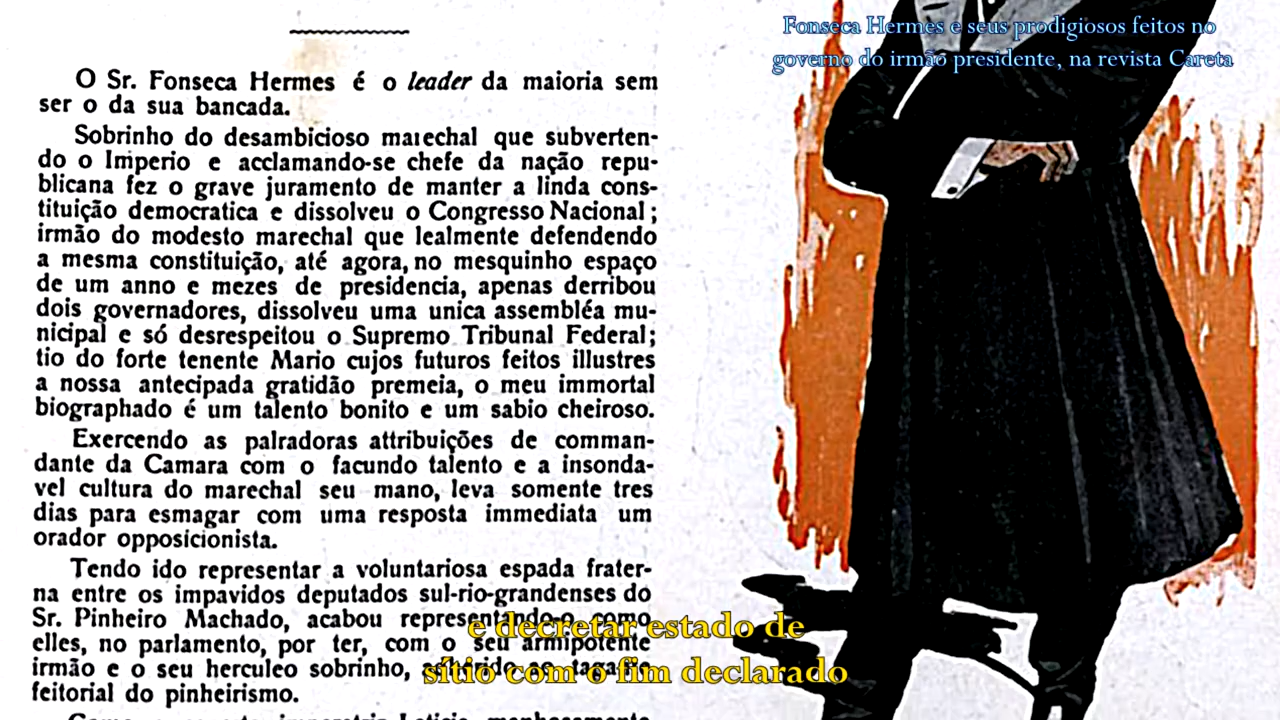 Fonseca Hermes e seus prodigiosos feitos no
governo do irmão presidente, na revista Careta
O Sr. Fonseca Hermes é o leader da maioria sem
ser o da sua bancada.
Sobrinho do desambicioso marechal que subverten-
do o Imperio e acclamando-se chefe da nação repu-
blicana fez o grave juramento de manter a linda cons-
tituição democratica e dissolveu o Congresso Nacional;
irmão do modesto marechal que lealmente defendendo
a mesma constituição, até agora, no mesquinho espaço
de um anno e mezes de presidencia, apenas derribou
dois governadores, dissolveu uma unica assembléa mu-
nicipal e só desrespeitou o Supremo Tribunal Federal;
tio do forte tenente Mario cujos futuros feitos illustres
a nossa antecipada gratidão premeia, o meu immortal
biographado é um talento bonito e um sabio cheiroso.
Exercendo as palradoras attribuições de comman-
dante da Camara com o facundo talento e a insonda-
vel cultura do marechal seu mano, leva somente tres
dias para esmagar com uma resposta immediata um
orador opposicionista.
Tendo ido representar a voluntariosa espada frater-
na entre os impavidos deputados sul-rio-grandenses do
Sr. Pinheiro Machado, acabou representando-o como
elles, no parlamento, por ter, com o seu armipotente
irmão e o seu herculeo sobrinho,
feitorial do pinheirismo.
e decretar estado de
sítio com o fim declarado